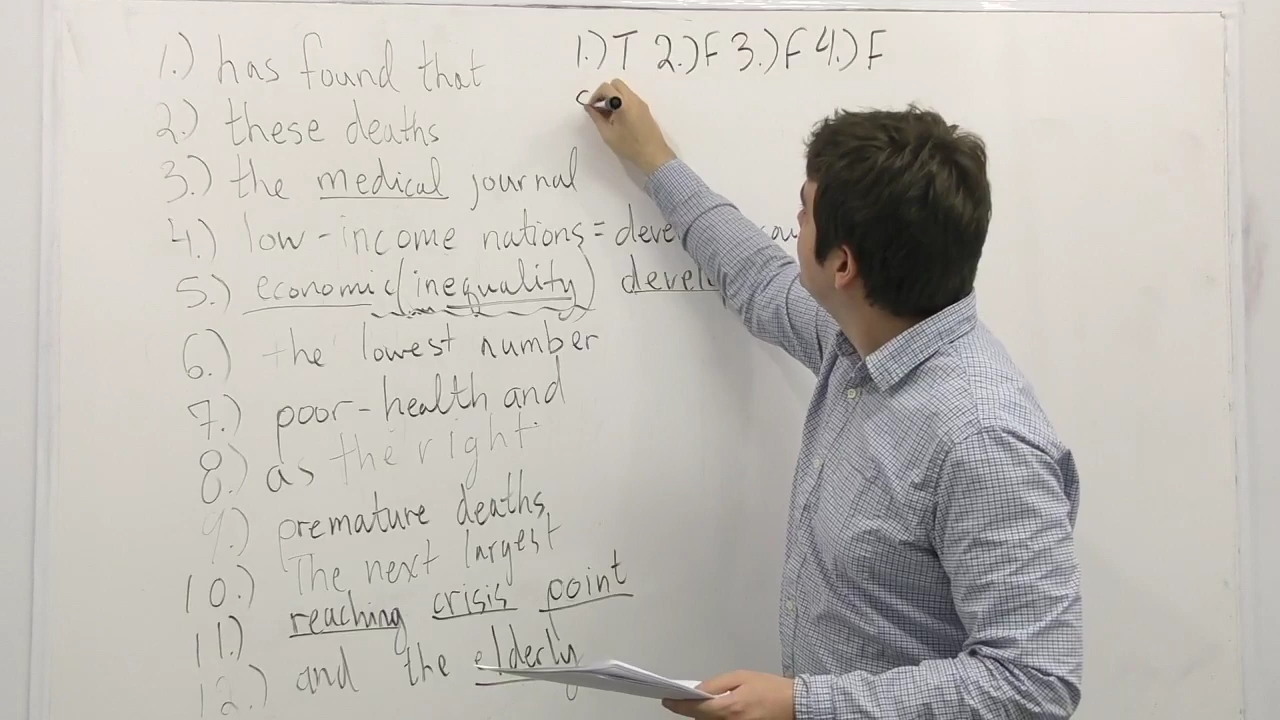 1.) has found that
2.) these deaths
3.) the medical journal
4.) low-income nations =
5.) economic (inequality)
6.) the lowest number
7.) poor-health and
8.) as the right
9.) premature deaths
10.) The next largest
11.) reaching crisis point
12.) and the elderly
1.) T 2.) F 3.) F 4.) F